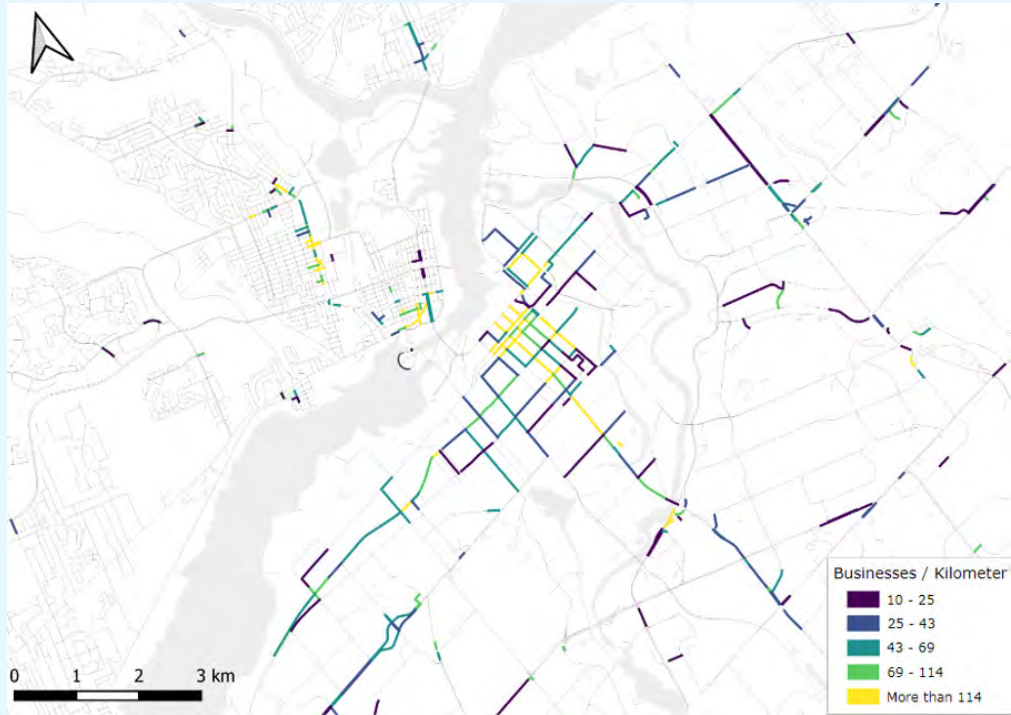 Businesses / Kilometer
10 - 25
25 - 43
43 - 69
69 - 114
More than 114
0 1 2 3 km